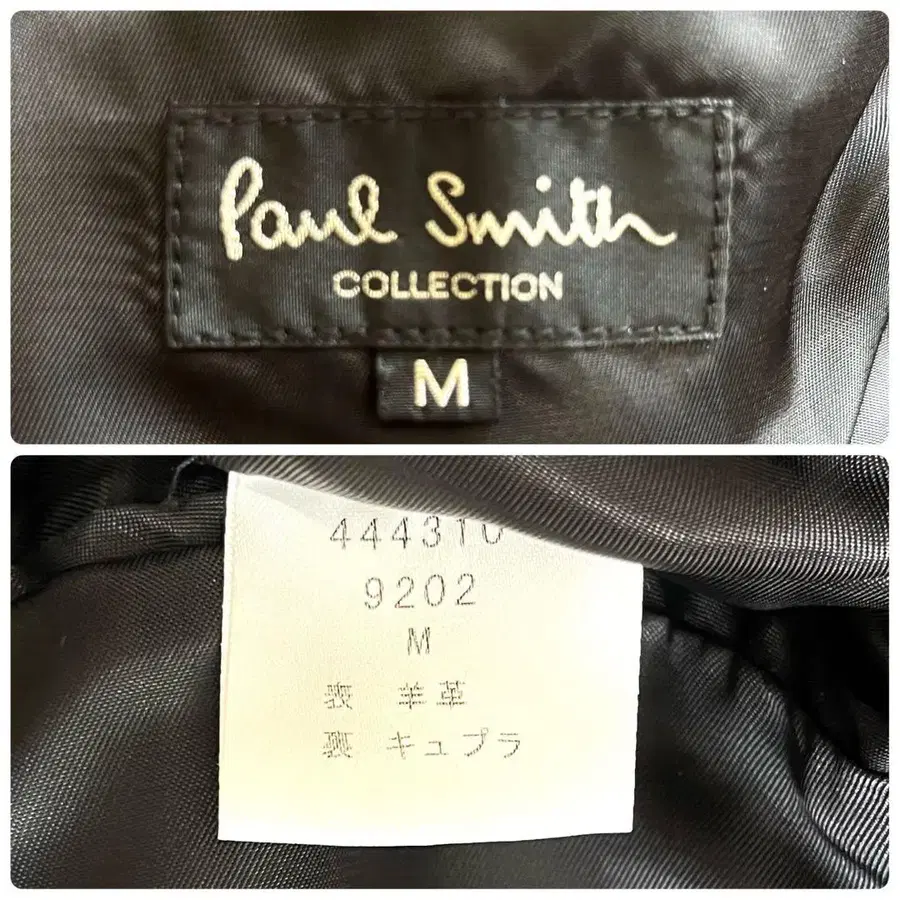 Paul Smith
COLLECTION
M
444310
9202
M
表 羊革
裏 キュプラ